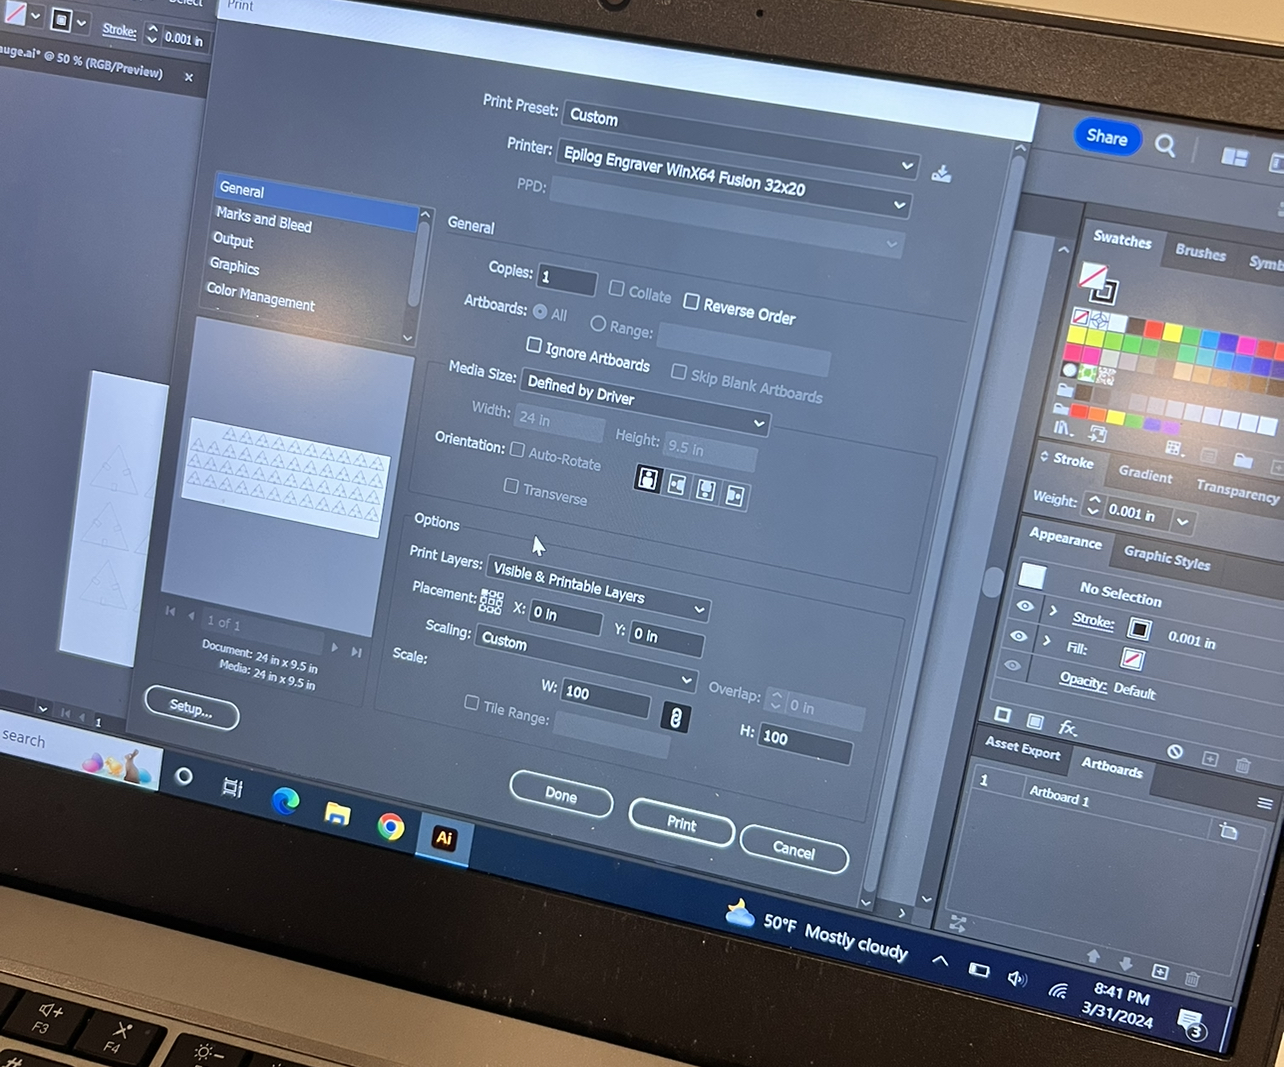 Print
Stroke: 0.001 in
auge.ai* @ 50 % (RGB/Preview) ×
Print Preset: Custom
Printer: Epilog Engraver WinX64 Fusion 32x20
PPD:
General
Marks and Bleed
Output
Graphics
Color Management
General
Copies: 1
Collate
Reverse Order
Artboards: All
Range:
Ignore Artboards
Skip Blank Artboards
Media Size: Defined by Driver
Width: 24 in
Height: 9.5 in
Orientation: Auto-Rotate
Transverse
Options
Print Layers: Visible & Printable Layers
Placement: X: 0 in Y: 0 in
Scaling: Custom
Scale: W: 100
H: 100
Overlap: 0 in
Tile Range:
1 of 1
Document: 24 in x 9.5 in
Media: 24 in x 9.5 in
Setup...
Done
Print
Cancel
Share
Swatches Brushes Symb
Stroke Gradient Transparency
Weight: 0.001 in
Appearance Graphic Styles
No Selection
Stroke: 0.001 in
Fill:
Opacity: Default
fx
Asset Export Artboards
1 Artboard 1
1
search
Ai
50°F Mostly cloudy
8:41 PM
3/31/2024
3
F3
F4
#